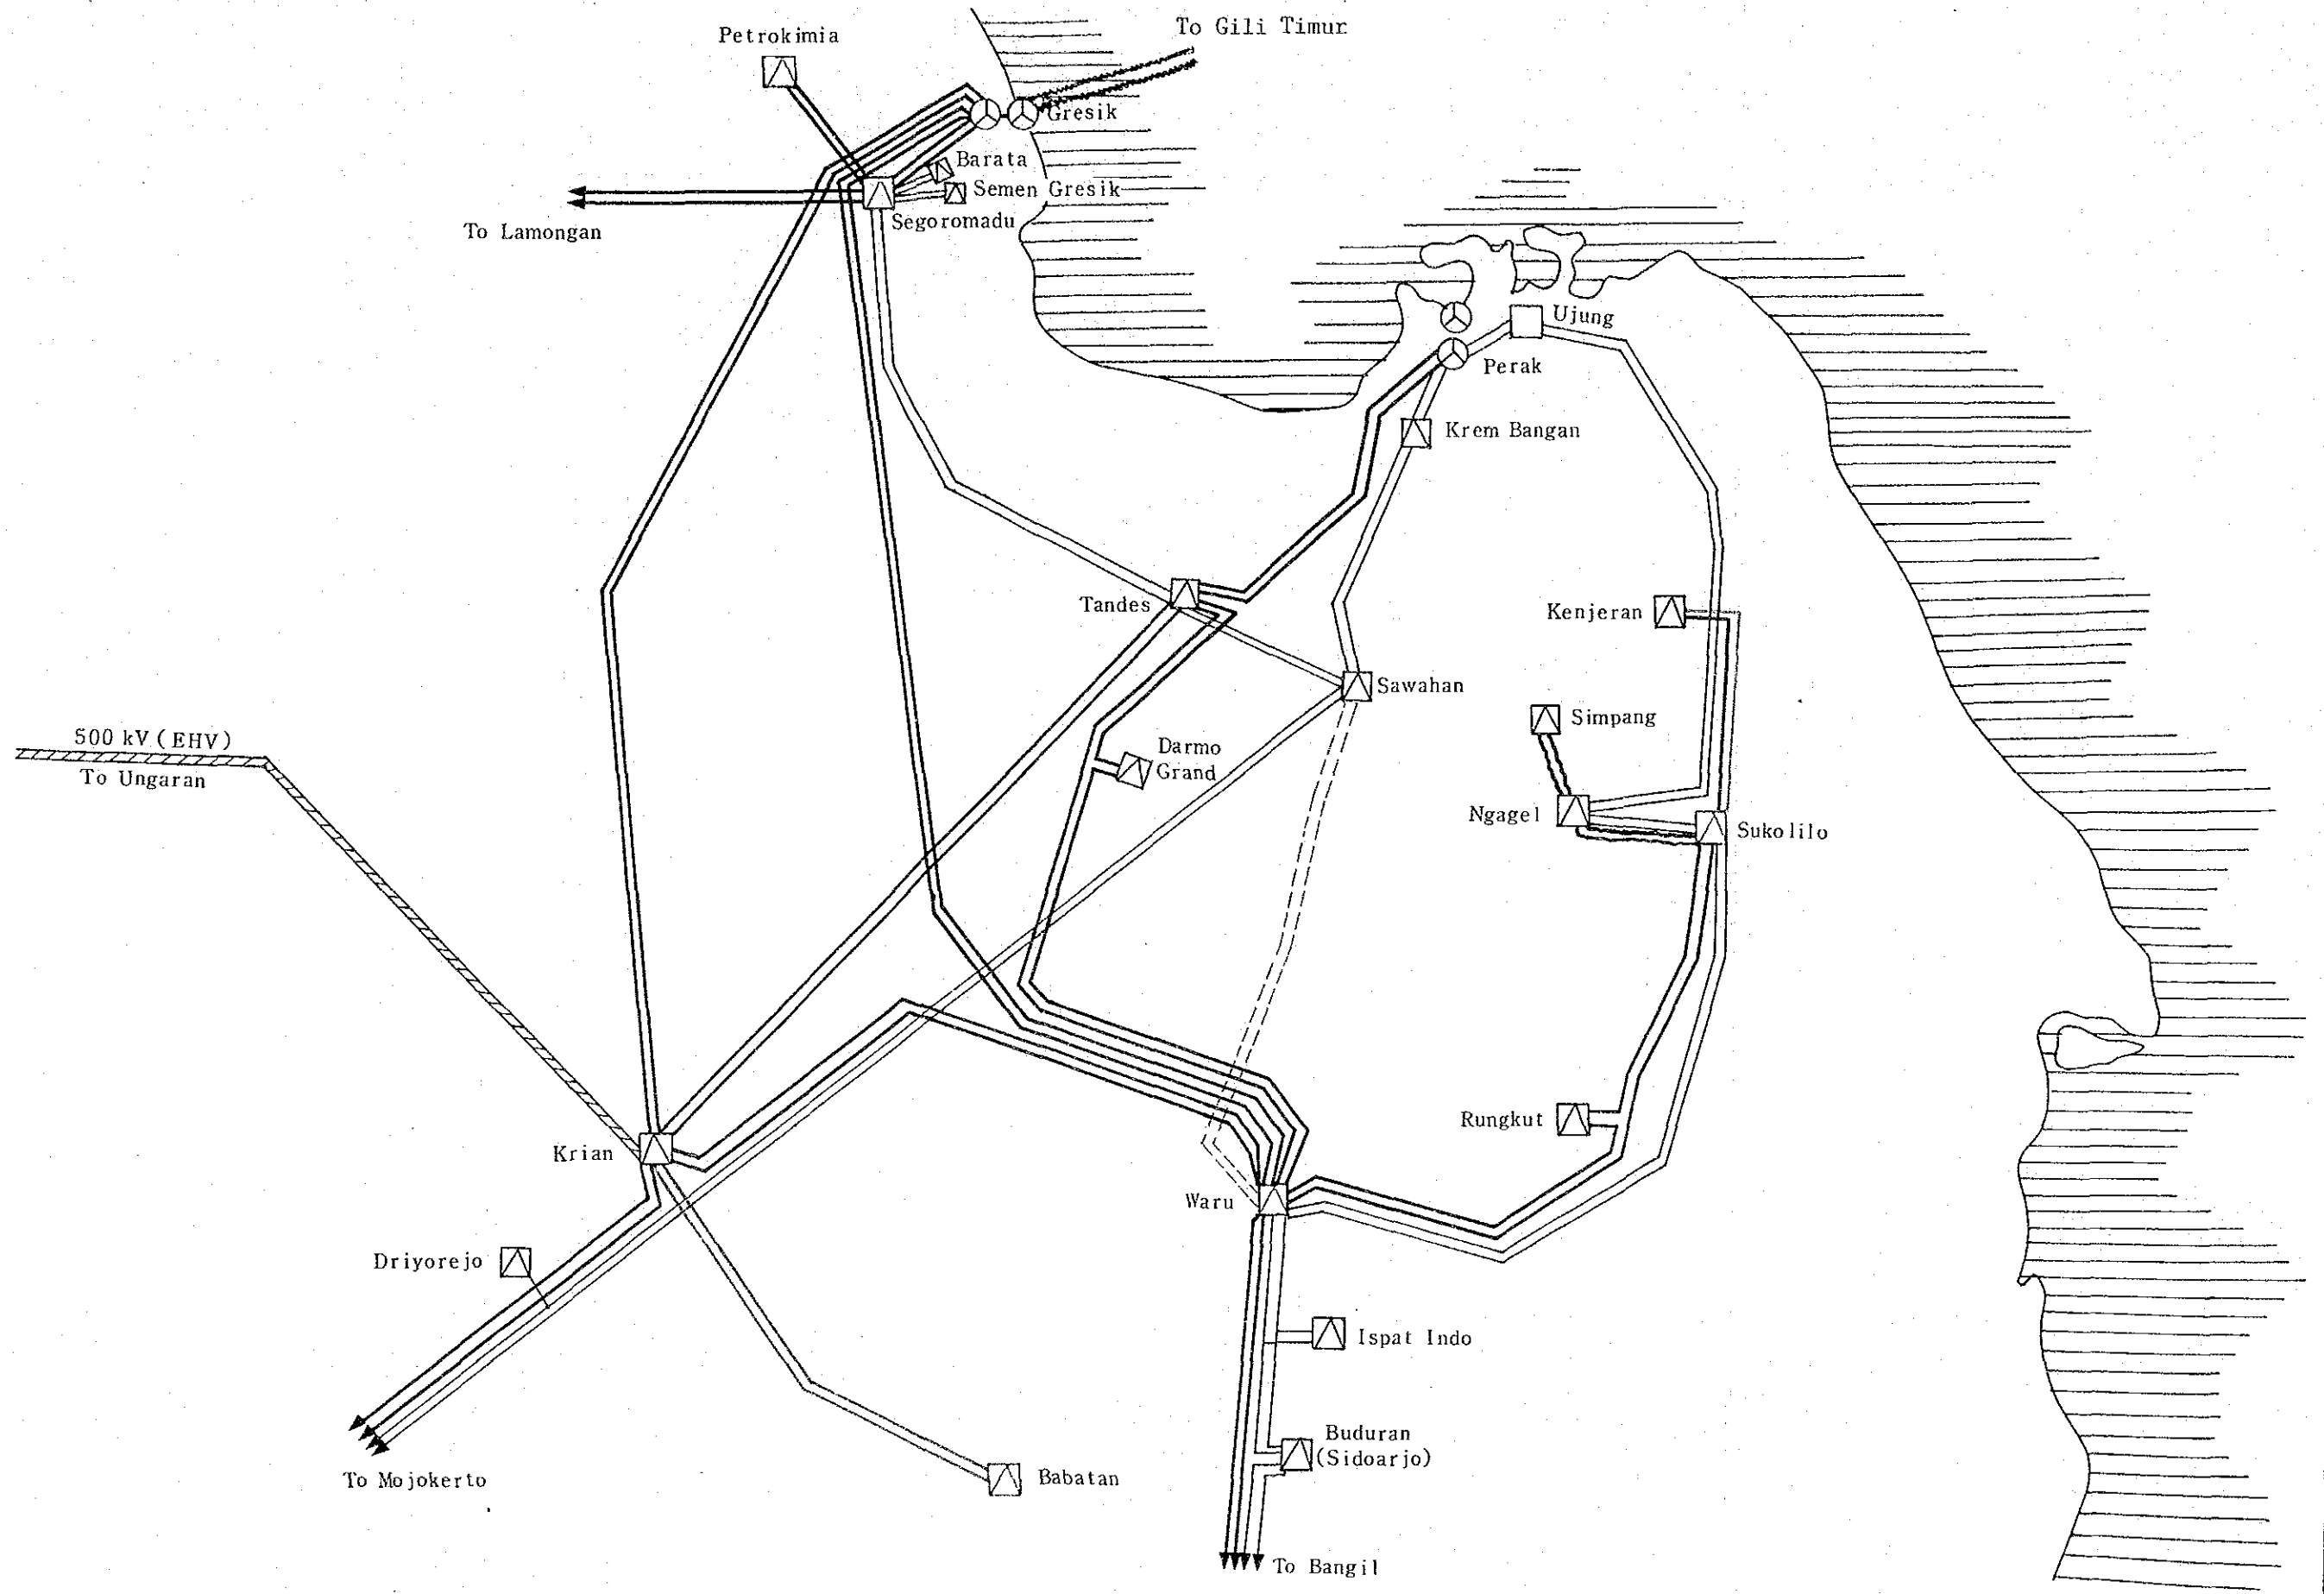 To Gili Timur
Petrokimia
Gresik
Barata
Semen Gresik
Segoromadu
To Lamongan
Ujung
Perak
Krem Bangan
Tandes
Kenjeran
Sawahan
Simpang
500 kV (EHV)
To Ungaran
Darmo
Grand
Ngagel
Sukolilo
Rungkut
Krian
Waru
Driyorejo
Ispat Indo
Buduran
(Sidoarjo)
To Mojokerto
Babatan
To Bangil